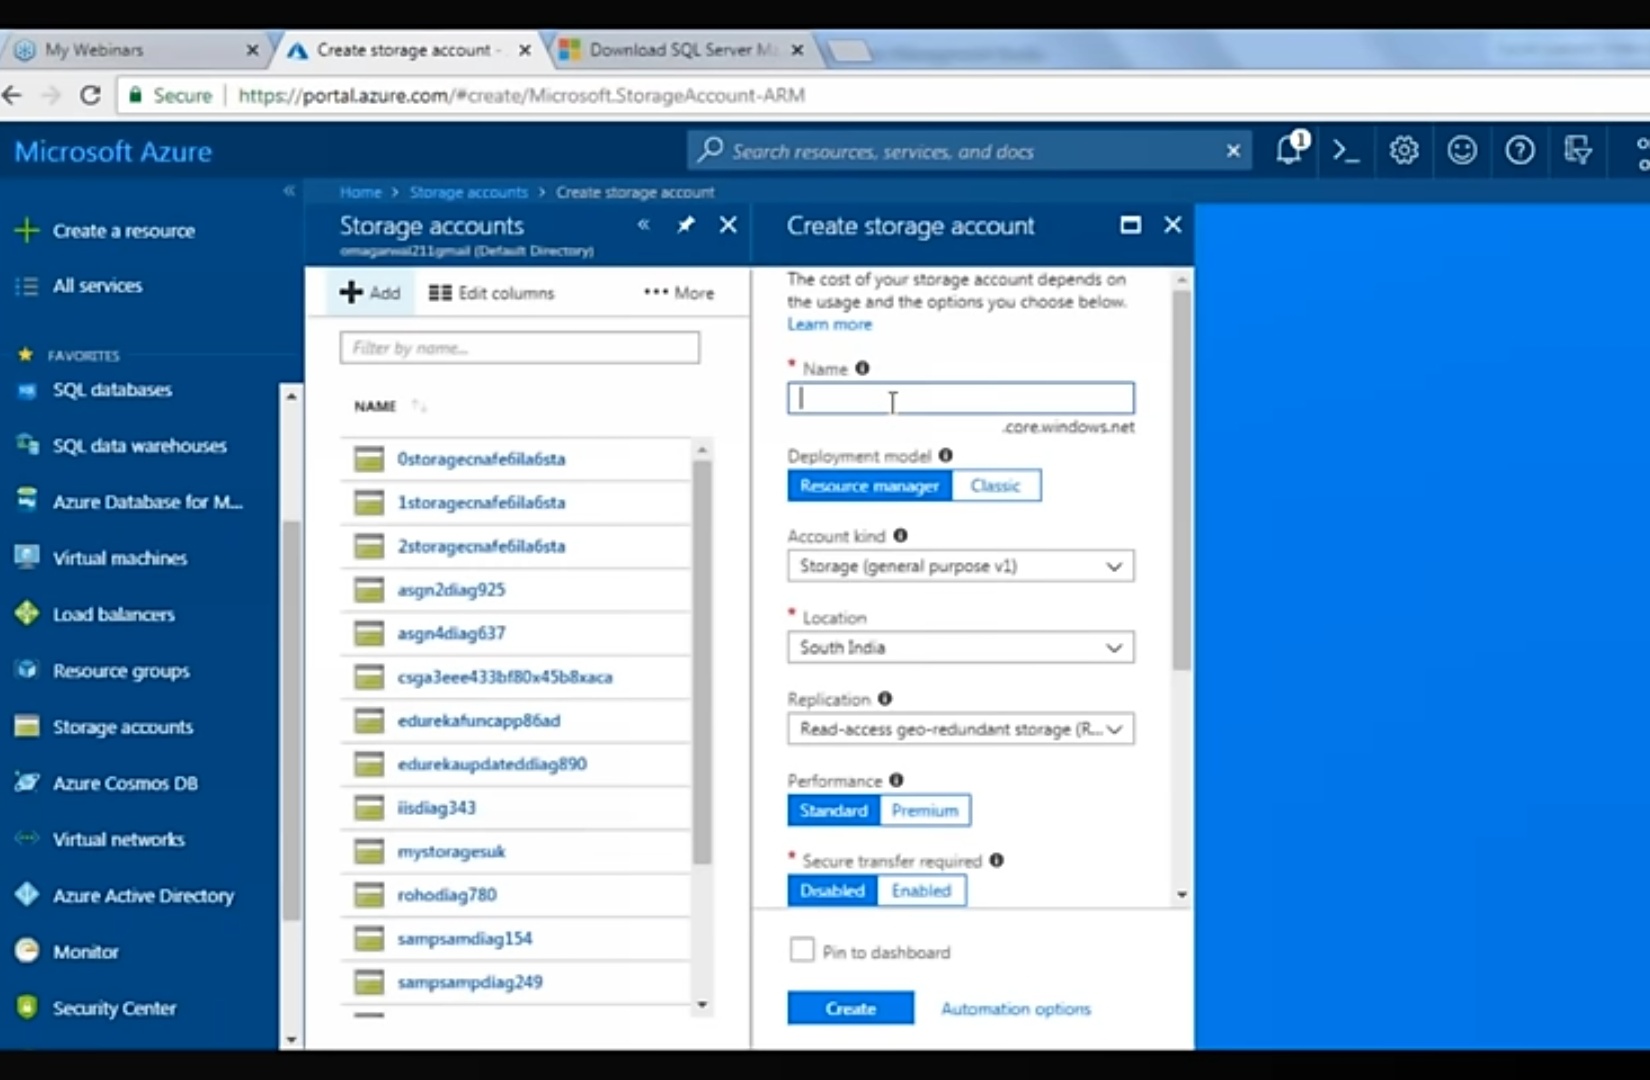 My Webinars
Create storage account -
Download SQL Server M
Secure
https://portal.azure.com/#create/Microsoft.StorageAccount-ARM
Microsoft Azure
Search resources, services, and docs
1
Home > Storage accounts > Create storage account
Create a resource
All services
FAVORITES
SQL databases
SQL data warehouses
Azure Database for M...
Virtual machines
Load balancers
Resource groups
Storage accounts
Azure Cosmos DB
Virtual networks
Azure Active Directory
Monitor
Security Center
Storage accounts
omagarwal211gmail (Default Directory)
Add
Edit columns
More
Filter by name...
NAME
0storagecnafe6ila6sta
1storagecnafe6ila6sta
2storagecnafe6ila6sta
asgn2diag925
asgn4diag637
csga3eee433bf80x45b8xaca
edurekafuncapp86ad
edurekaupdateddiag890
iisdiag343
mystoragesuk
rohodiag780
sampsamdiag154
sampsampdiag249
Create storage account
The cost of your storage account depends on
the usage and the options you choose below.
Learn more
* Name
.core.windows.net
Deployment model
Resource manager
Classic
Account kind
Storage (general purpose v1)
* Location
South India
Replication
Read-access geo-redundant storage (R...
Performance
Standard
Premium
* Secure transfer required
Disabled
Enabled
Pin to dashboard
Create
Automation options